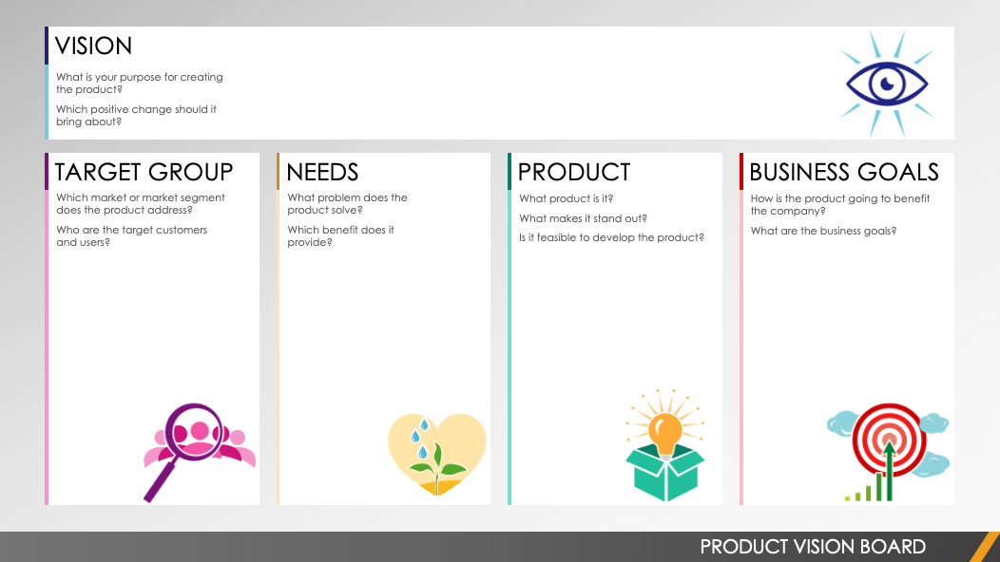 VISION
What is your purpose for creating
the product?
Which positive change should it
bring about?
TARGET GROUP
Which market or market segment
does the product address?
Who are the target customers
and users?
NEEDS
What problem does the
product solve?
Which benefit does it
provide?
PRODUCT
What product is it?
What makes it stand out?
Is it feasible to develop the product?
BUSINESS GOALS
How is the product going to benefit
the company?
What are the business goals?
PRODUCT VISION BOARD